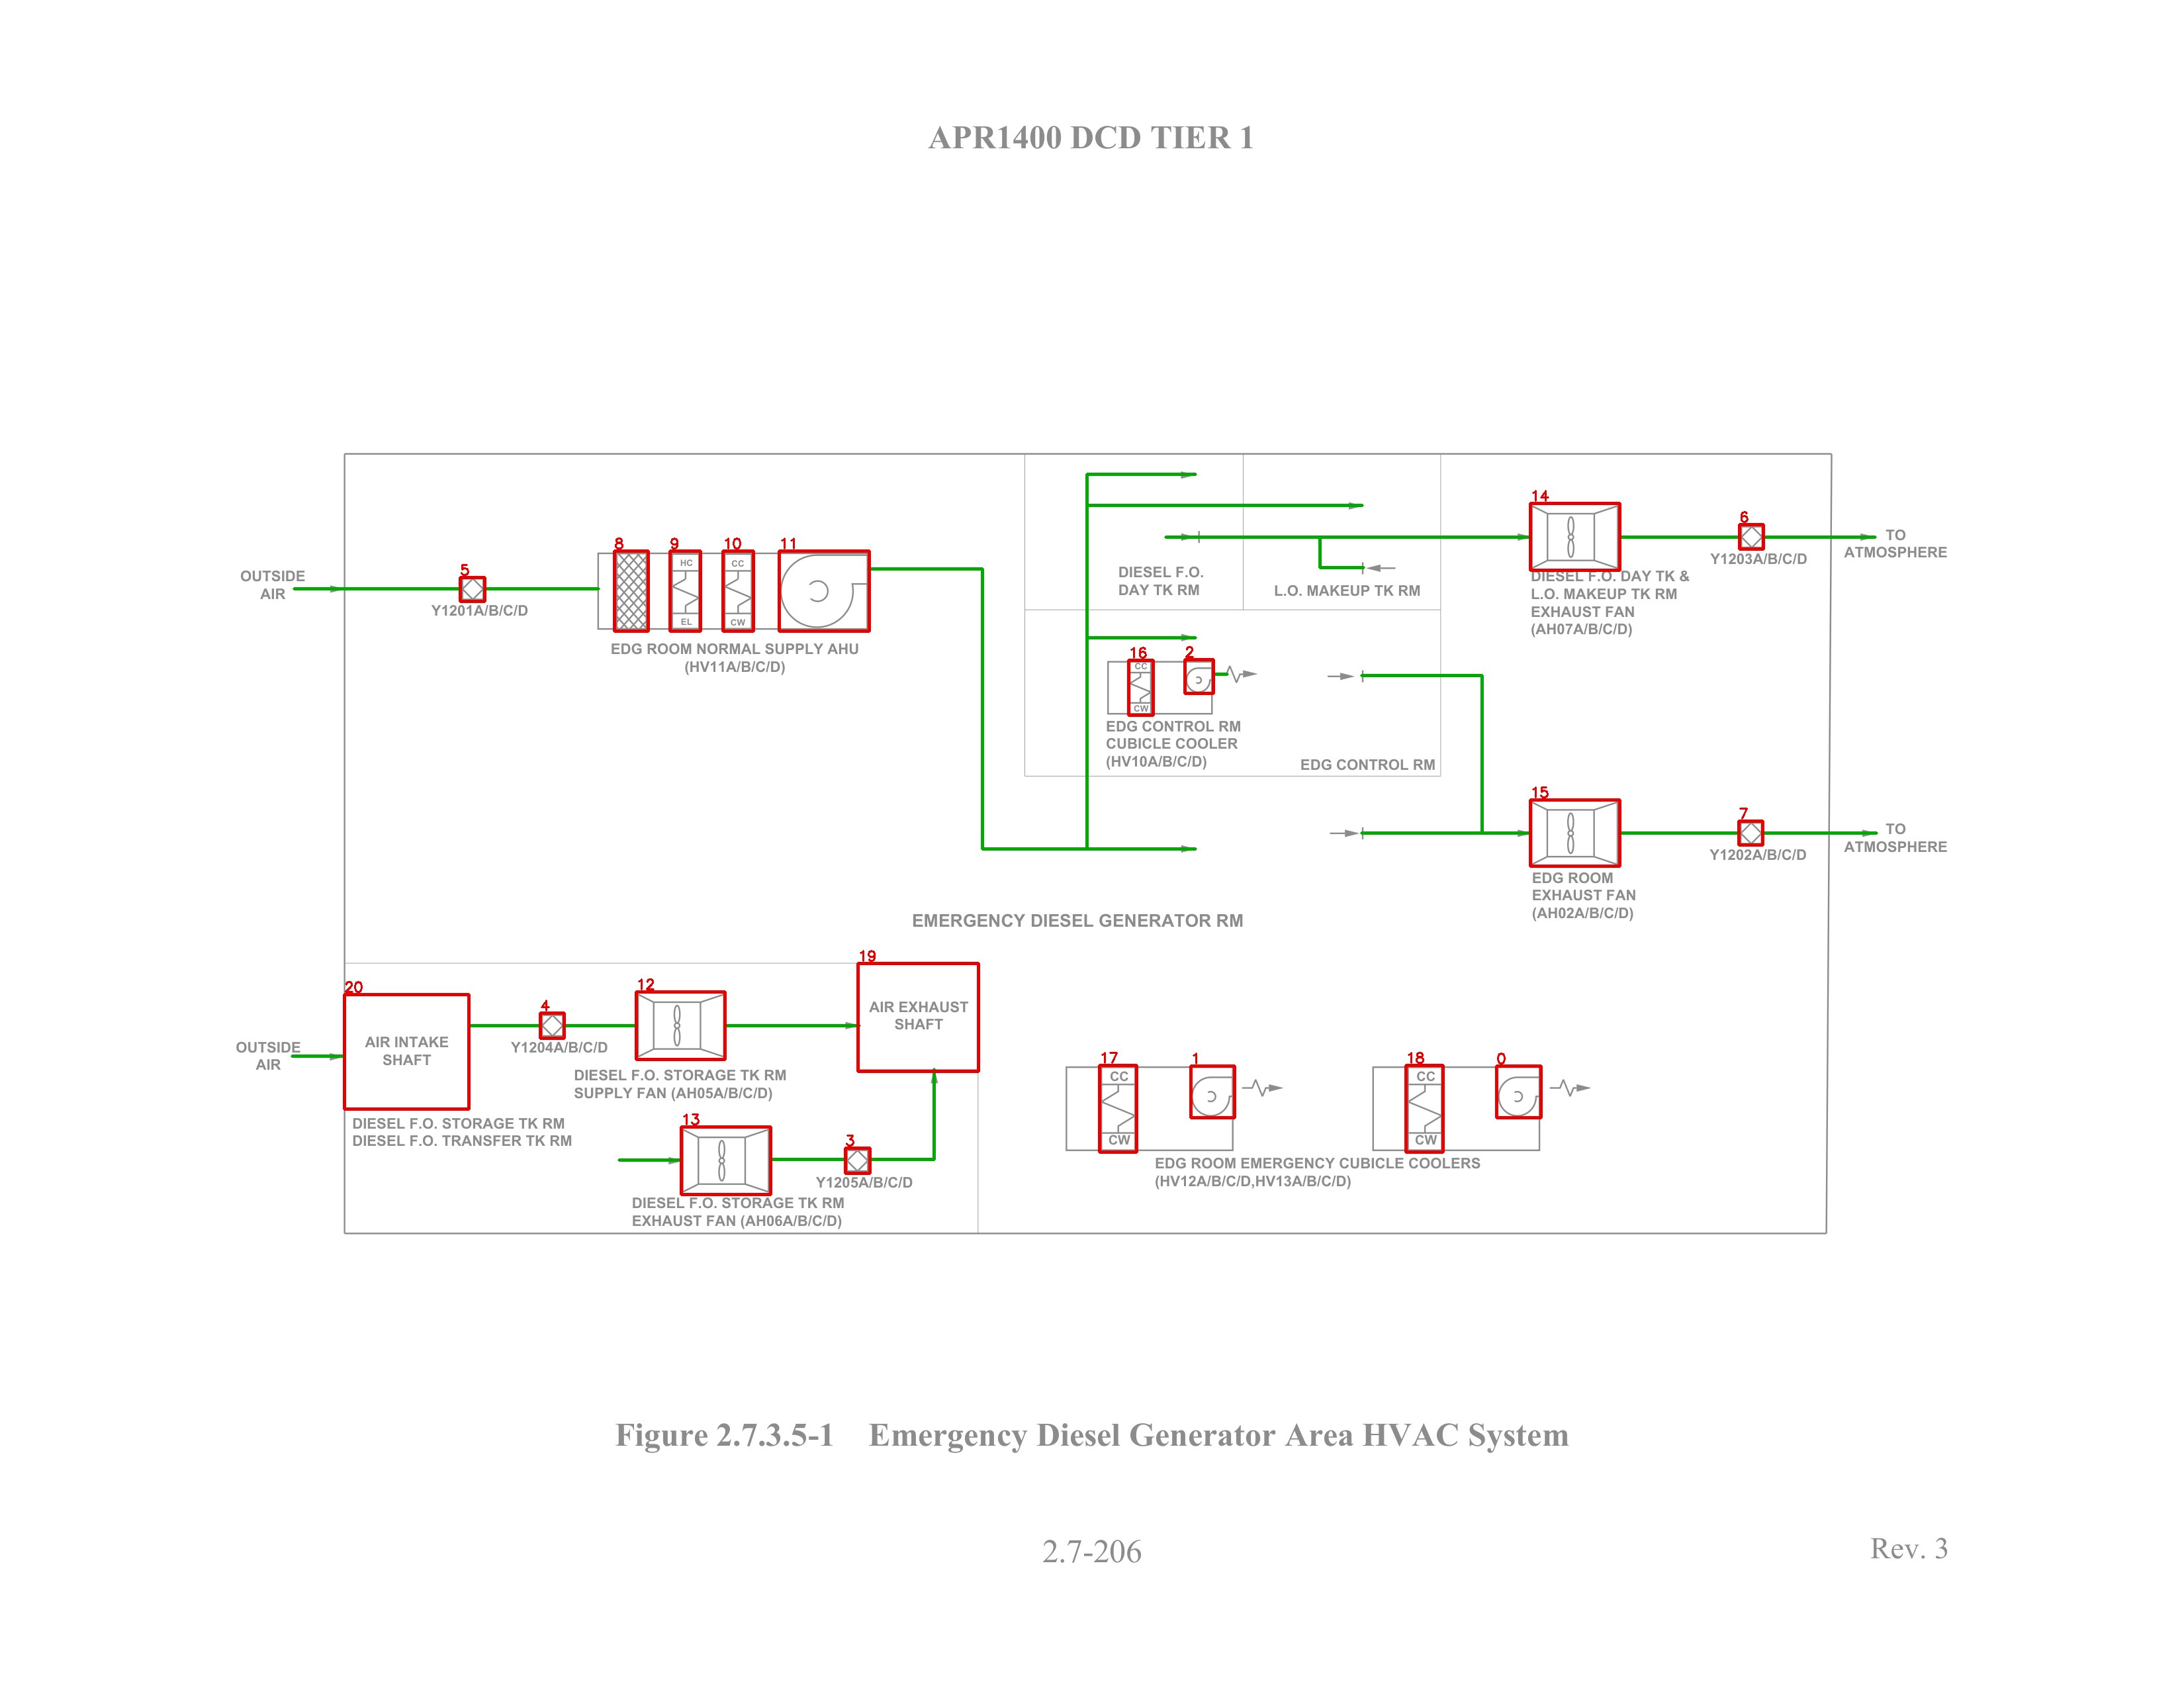 APR1400 DCD TIER 1
14
6
TO
ATMOSPHERE
Y1203A/B/C/D
DIESEL F.O.
DAY TK RM
L.O. MAKEUP TK RM
DIESEL F.O. DAY TK &
L.O. MAKEUP TK RM
EXHAUST FAN
(AH07A/B/C/D)
OUTSIDE
AIR
5
Y1201A/B/C/D
8
9
10
11
HC
EL
CC
CW
EDG ROOM NORMAL SUPPLY AHU
(HV11A/B/C/D)
16
2
CC
CW
EDG CONTROL RM
CUBICLE COOLER
(HV10A/B/C/D)
EDG CONTROL RM
15
7
TO
ATMOSPHERE
Y1202A/B/C/D
EDG ROOM
EXHAUST FAN
(AH02A/B/C/D)
EMERGENCY DIESEL GENERATOR RM
20
AIR INTAKE
SHAFT
OUTSIDE
AIR
4
Y1204A/B/C/D
12
19
AIR EXHAUST
SHAFT
DIESEL F.O. STORAGE TK RM
SUPPLY FAN (AH05A/B/C/D)
DIESEL F.O. STORAGE TK RM
DIESEL F.O. TRANSFER TK RM
13
3
Y1205A/B/C/D
DIESEL F.O. STORAGE TK RM
EXHAUST FAN (AH06A/B/C/D)
17
1
CC
CW
18
0
CC
CW
EDG ROOM EMERGENCY CUBICLE COOLERS
(HV12A/B/C/D,HV13A/B/C/D)
Figure 2.7.3.5-1 Emergency Diesel Generator Area HVAC System
2.7-206
Rev. 3